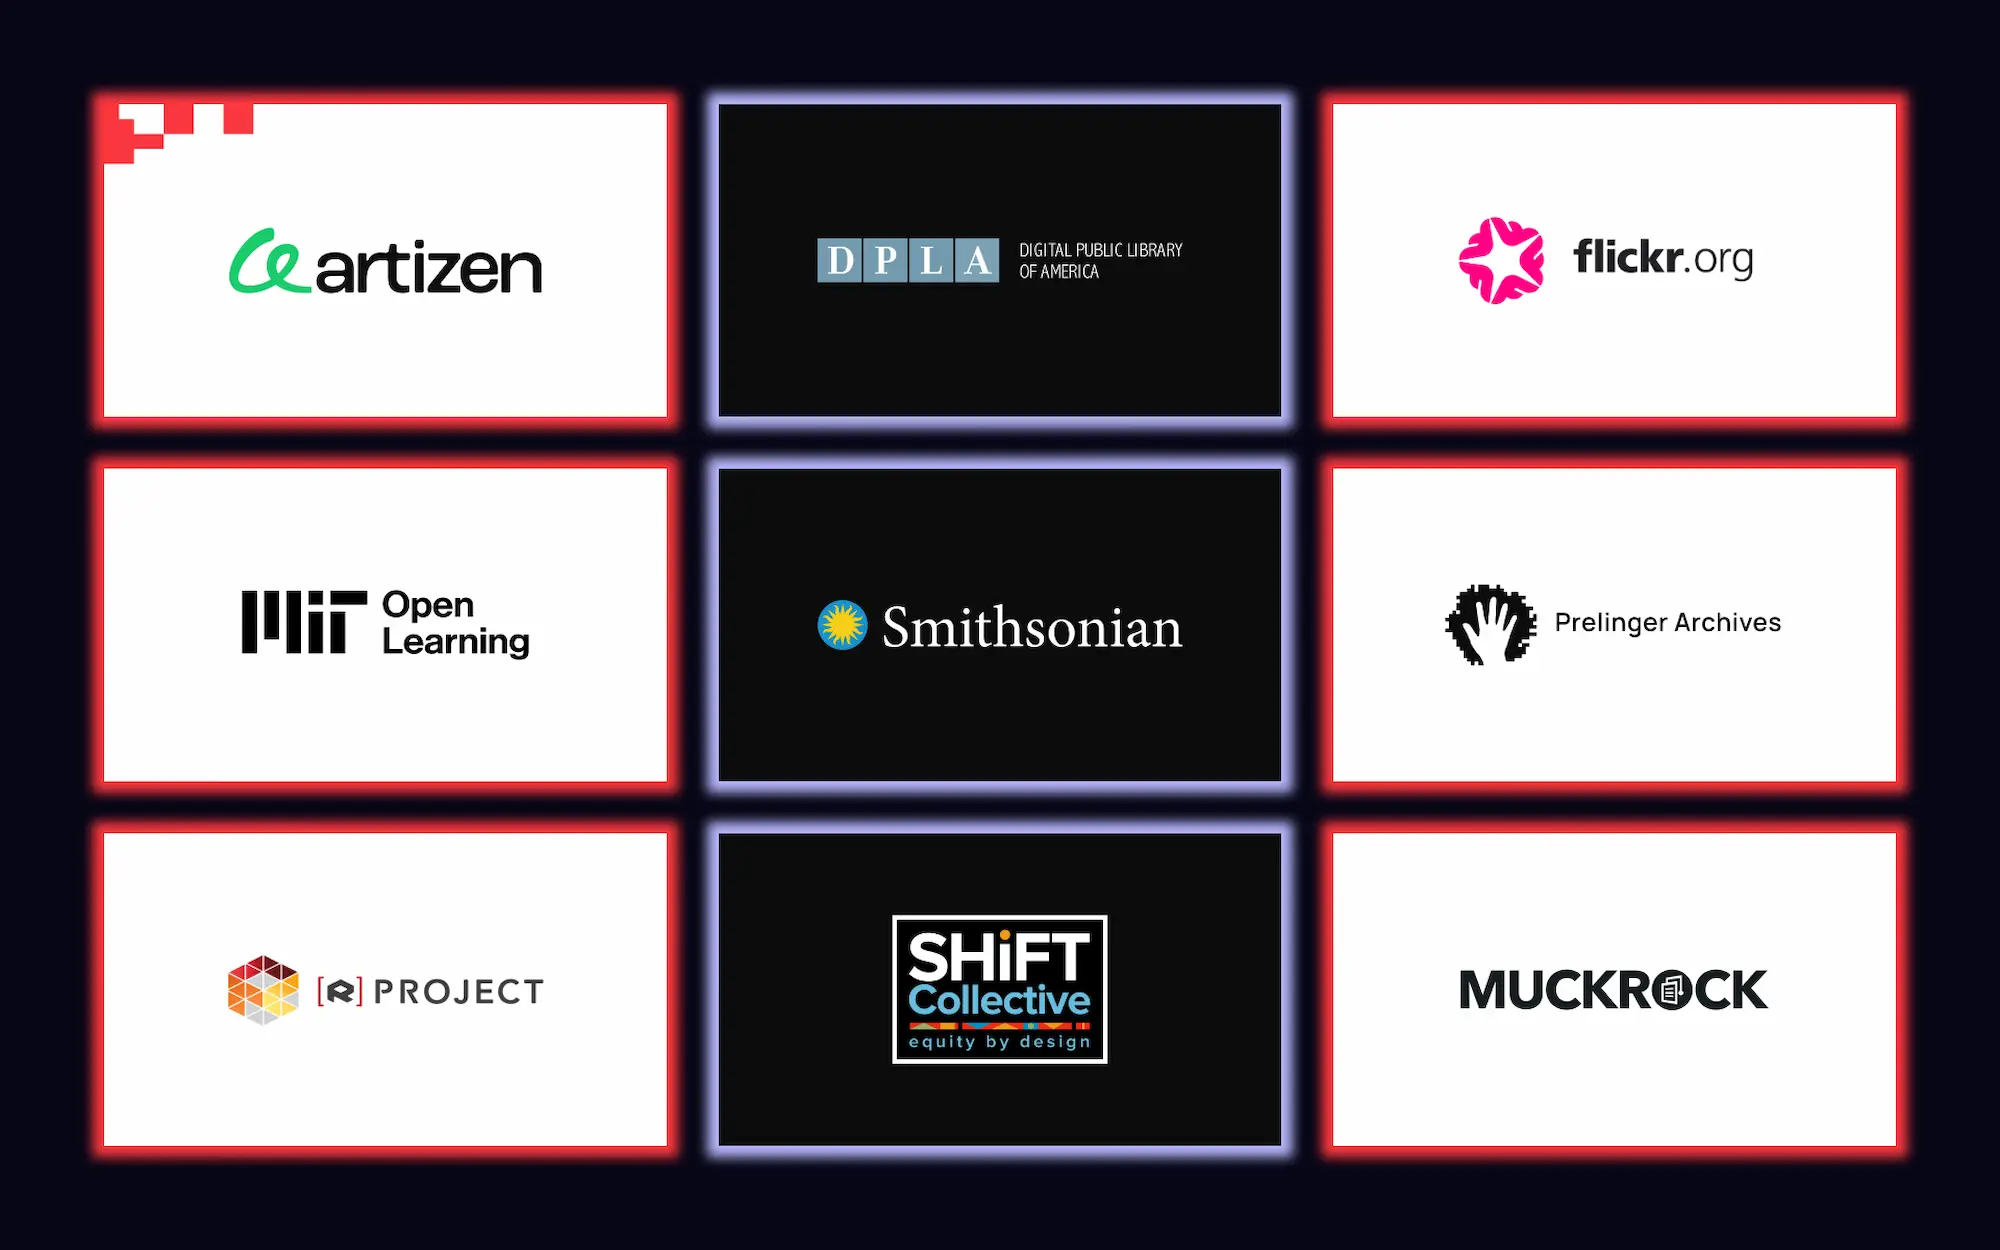 artizen
D P L A
DIGITAL PUBLIC LIBRARY
OF AMERICA
flickr.org
MIT
Open
Learning
Smithsonian
Prelinger Archives
[R] PROJECT
SHiFT
Collective
equity by design
MUCKROCK